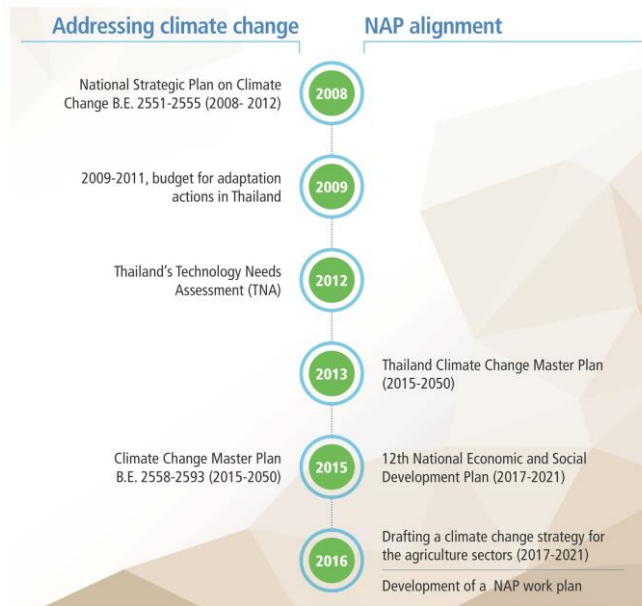 Addressing climate change
NAP alignment
National Strategic Plan on Climate
Change B.E. 2551-2555 (2008- 2012)
2008
2009-2011, budget for adaptation
actions in Thailand
2009
Thailand's Technology Needs
Assessment (TNA)
2012
2013
Thailand Climate Change Master Plan
(2015-2050)
Climate Change Master Plan
B.E. 2558-2593 (2015-2050)
2015
12th National Economic and Social
Development Plan (2017-2021)
2016
Drafting a climate change strategy for
the agriculture sectors (2017-2021)
Development of a NAP work plan